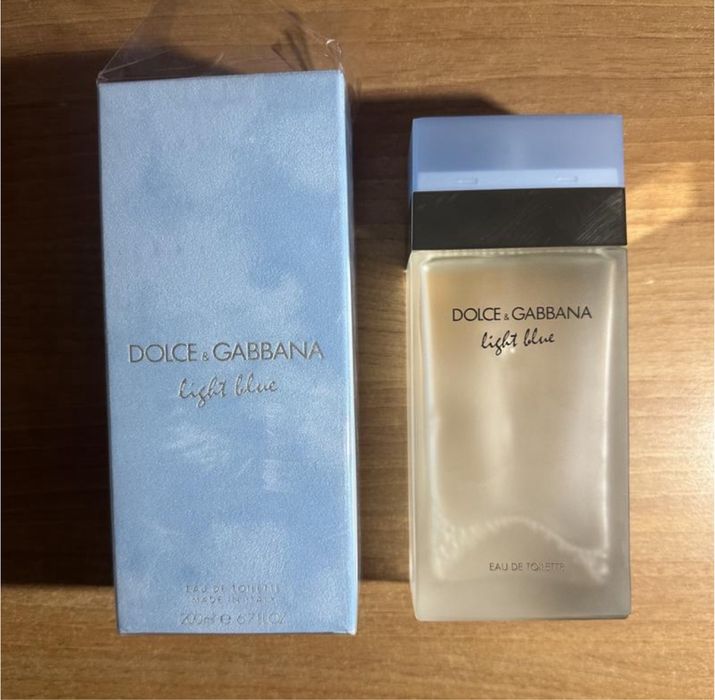 DOLCE & GABBANA
light blue
EAU DE TOILETTE
MADE IN ITALY
200ml e 6.7 FL.OZ.
DOLCE & GABBANA
light blue
EAU DE TOILETTE